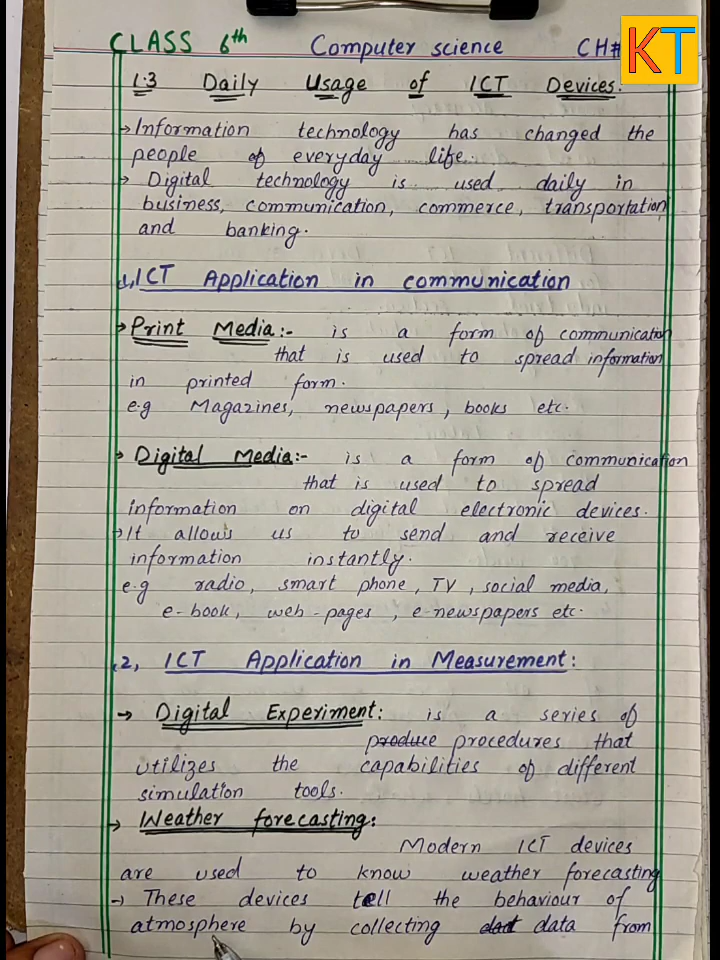 CLASS 6th Computer science CH#
KT
1.3 Daily Usage of ICT Devices:
→ Information technology has changed the
people of everyday life.
→ Digital technology is used daily in
business, communication, commerce, transportation
and banking.
1, ICT Application in communication
→ Print Media:- is a form of communication
that is used to spread information
in printed form.
e.g Magazines, newspapers, books etc.
→ Digital Media:- is a form of communication
that is used to spread
information on digital electronic devices.
→ It allows us to send and receive
information instantly.
e.g radio, smart phone, TV, social media,
e-book, web-pages, e-newspapers etc.
2, ICT Application in Measurement:
→ Digital Experiment: is a series of
produce procedures that
utilizes the capabilities of different
simulation tools.
→ Weather forecasting:
Modern ICT devices
are used to know weather forecasting
→ These devices tell the behaviour of
atmosphere by collecting data from